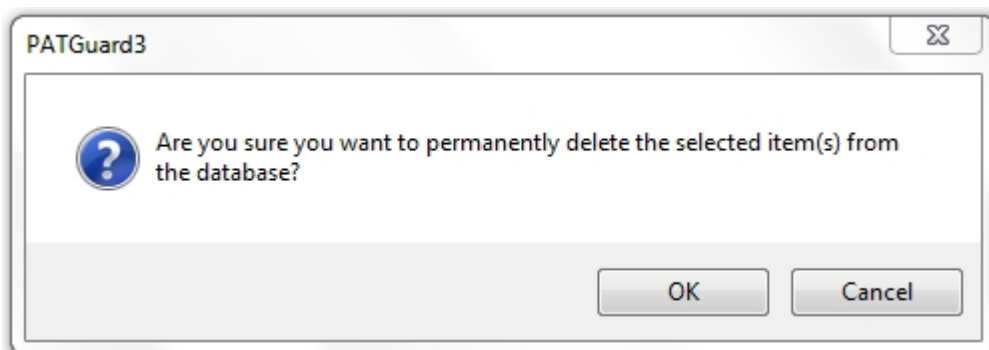 PATGuard3
Are you sure you want to permanently delete the selected item(s) from
the database?
OK
Cancel